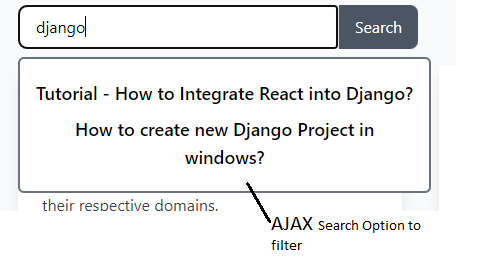 django
Search
Tutorial - How to Integrate React into Django?
How to create new Django Project in
windows?
their respective domains.
AJAX Search Option to
filter